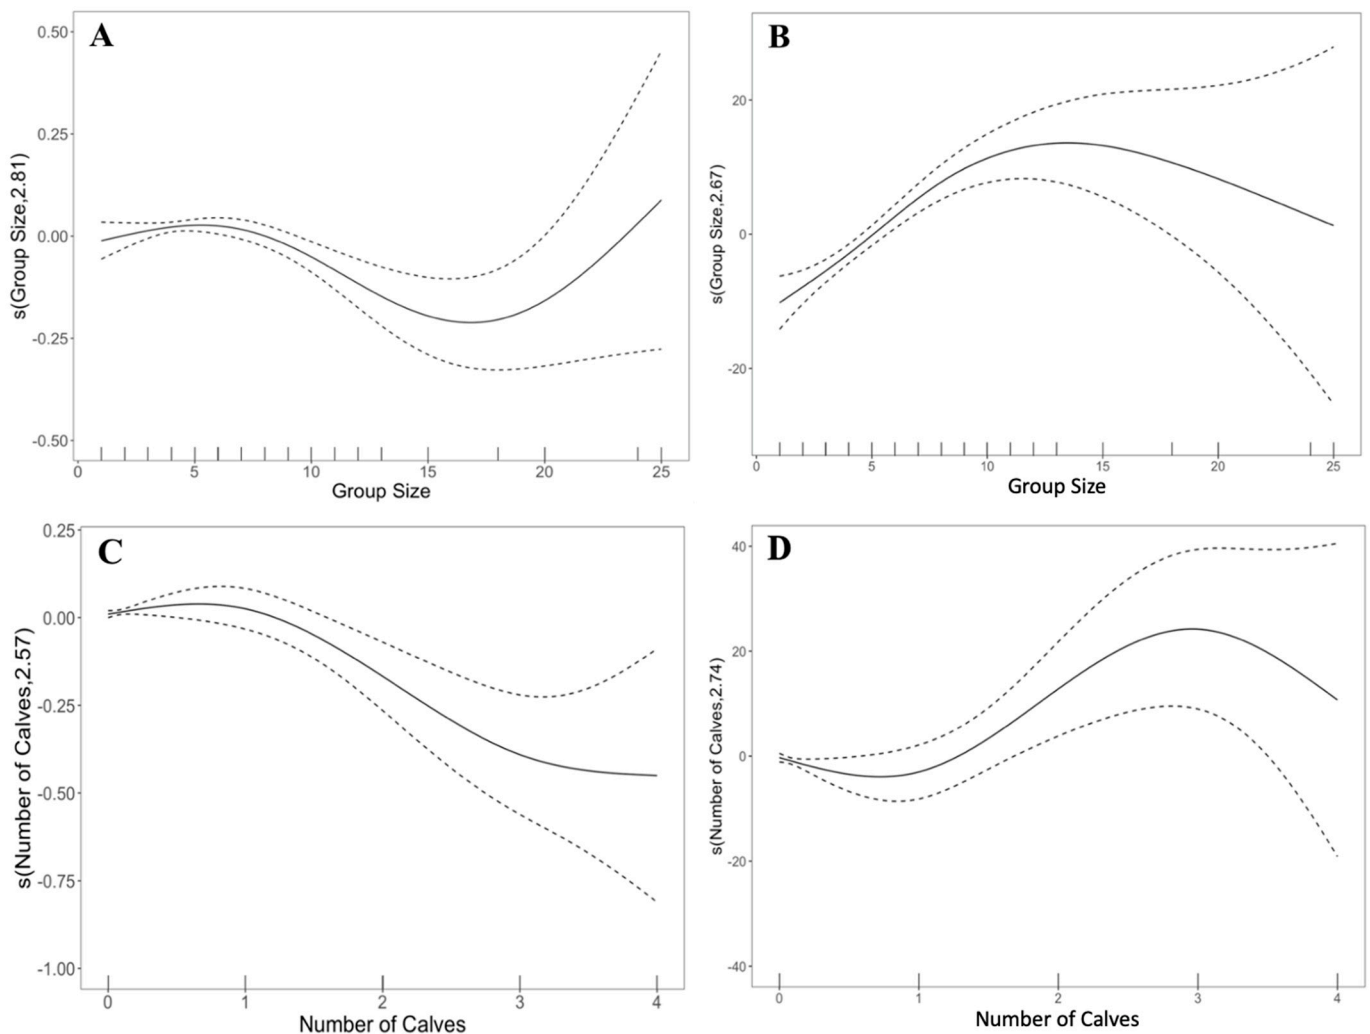 A
0.50
0.25
0.00
-0.25
-0.50
s(Group Size,2.81)
0 5 10 15 20 25
Group Size
B
20
0
-20
s(Group Size,2.67)
0 5 10 15 20 25
Group Size
C
0.25
0.00
-0.25
-0.50
-0.75
-1.00
s(Number of Calves,2.57)
0 1 2 3 4
Number of Calves
D
40
20
0
-20
-40
s(Number of Calves,2.74)
0 1 2 3 4
Number of Calves